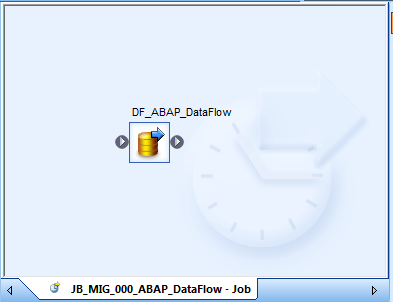 DF_ABAP_DataFlow
JB_MIG_000_ABAP_DataFlow - Job